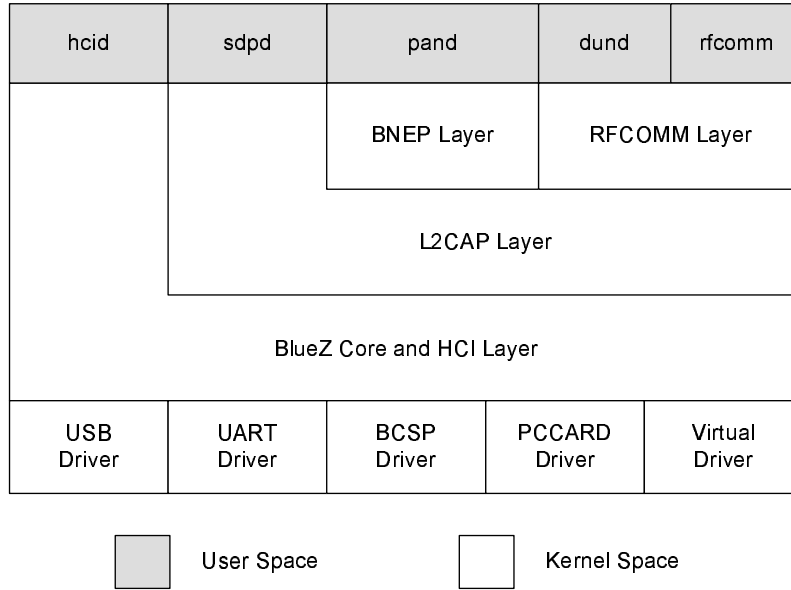 hcid sdpd pand dund rfcomm
BNEP Layer RFCOMM Layer
L2CAP Layer
BlueZ Core and HCI Layer
USB Driver
UART Driver
BCSP Driver
PCCARD Driver
Virtual Driver
User Space Kernel Space